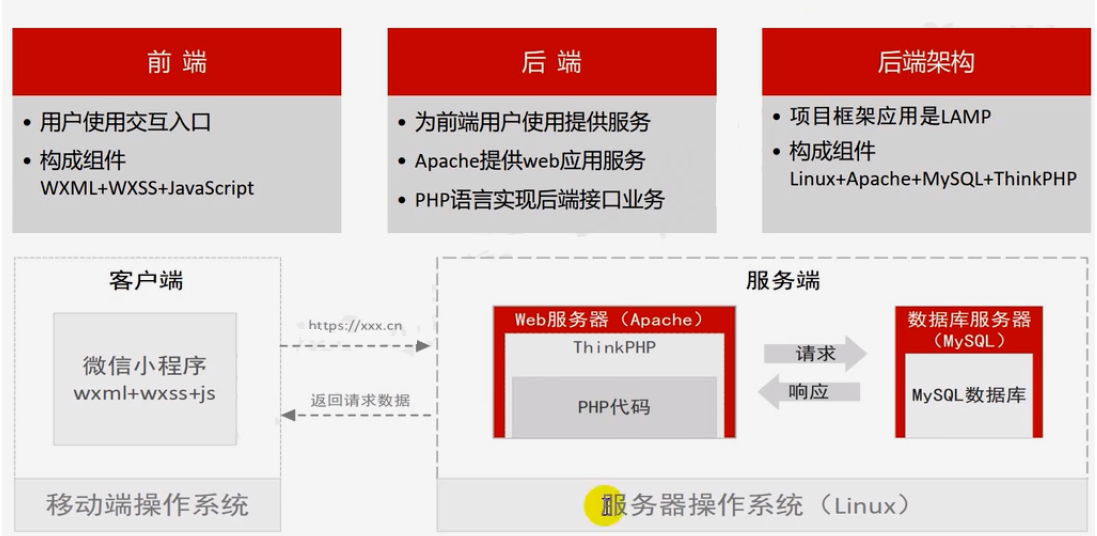 前 端
• 用户使用交互入口
• 构成组件
WXML+WXSS+JavaScript
后 端
• 为前端用户使用提供服务
• Apache提供web应用服务
• PHP语言实现后端接口业务
后端架构
• 项目框架应用是LAMP
• 构成组件
Linux+Apache+MySQL+ThinkPHP
客户端
微信小程序
wxml+wxss+js
移动端操作系统
https://xxx.cn
返回请求数据
服务端
Web服务器（Apache）
ThinkPHP
PHP代码
请求
响应
数据库服务器
（MySQL）
MySQL数据库
服务器操作系统（Linux）